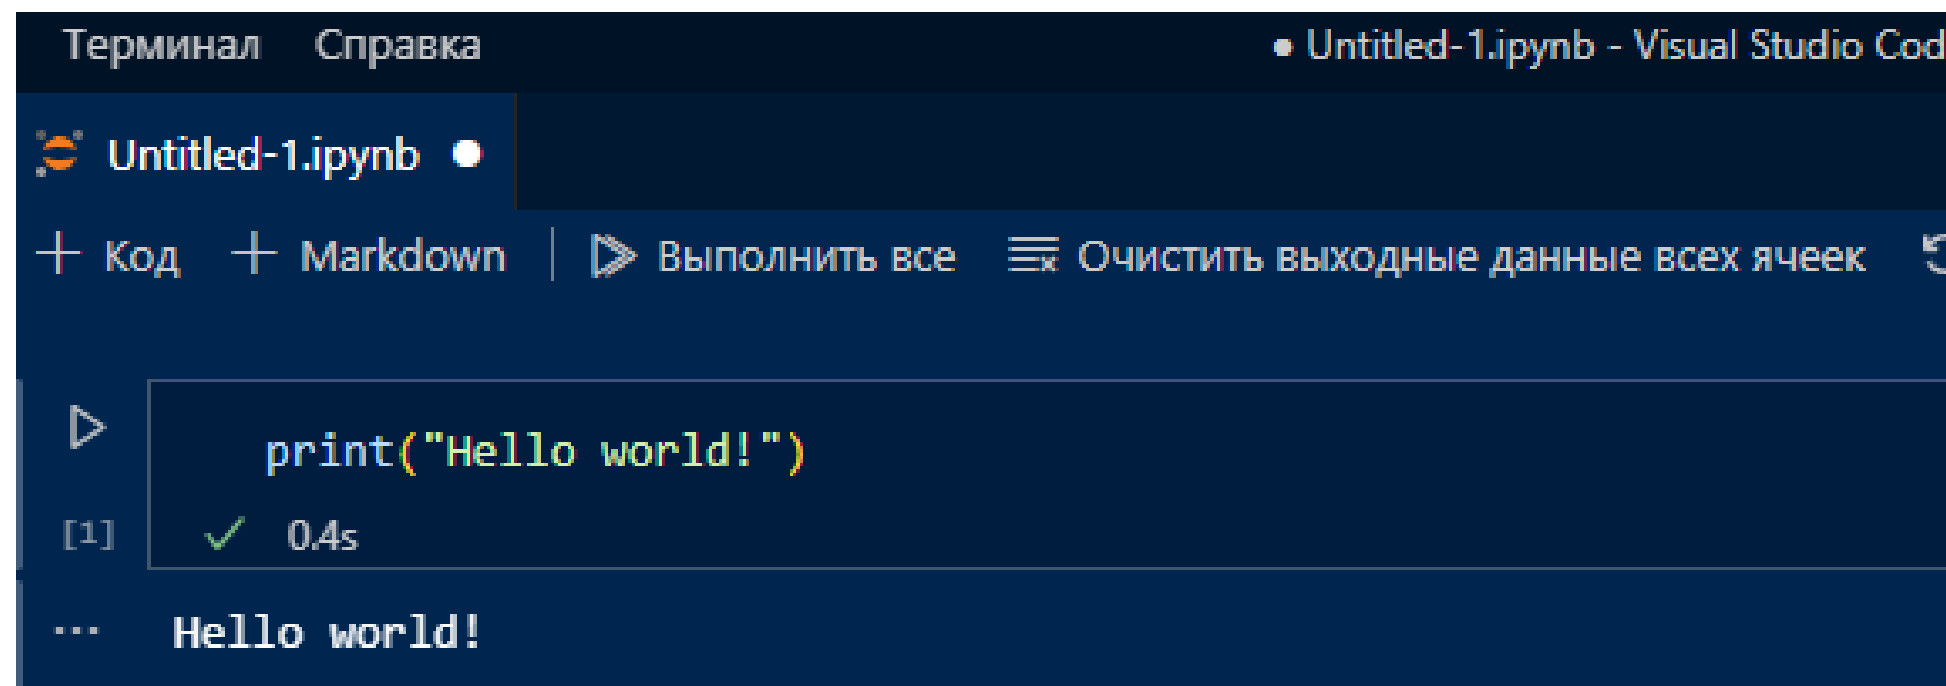 Терминал Справка ● Untitled-1.ipynb - Visual Studio Cod
Untitled-1.ipynb ●
+ Код + Markdown Выполнить все Очистить выходные данные всех ячеек
print("Hello world!")
[1] ✓ 0.4s
... Hello world!